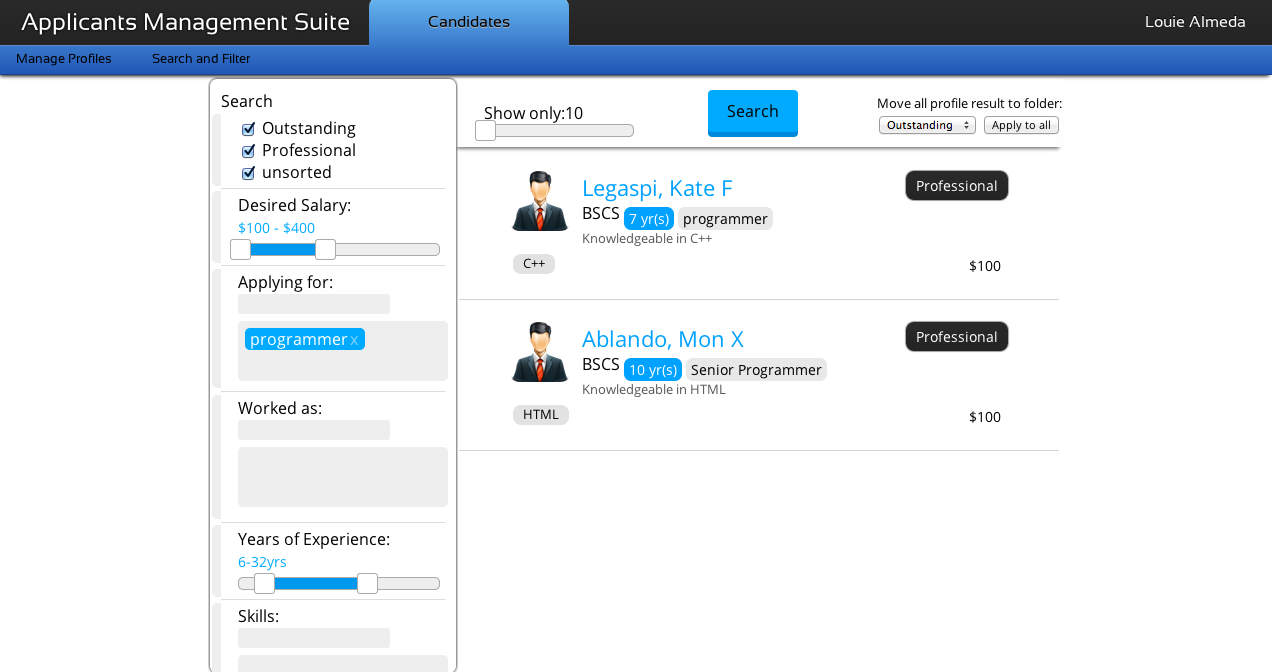 Applicants Management Suite
Candidates
Louie Almeda
Manage Profiles
Search and Filter
Search
Outstanding
Professional
unsorted
Desired Salary:
$100 - $400
Applying for:
programmer x
Worked as:
Years of Experience:
6-32yrs
Skills:
Show only:10
Search
Move all profile result to folder:
Outstanding
Apply to all
Legaspi, Kate F
Professional
BSCS 7 yr(s) programmer
Knowledgeable in C++
C++
$100
Ablando, Mon X
Professional
BSCS 10 yr(s) Senior Programmer
Knowledgeable in HTML
HTML
$100